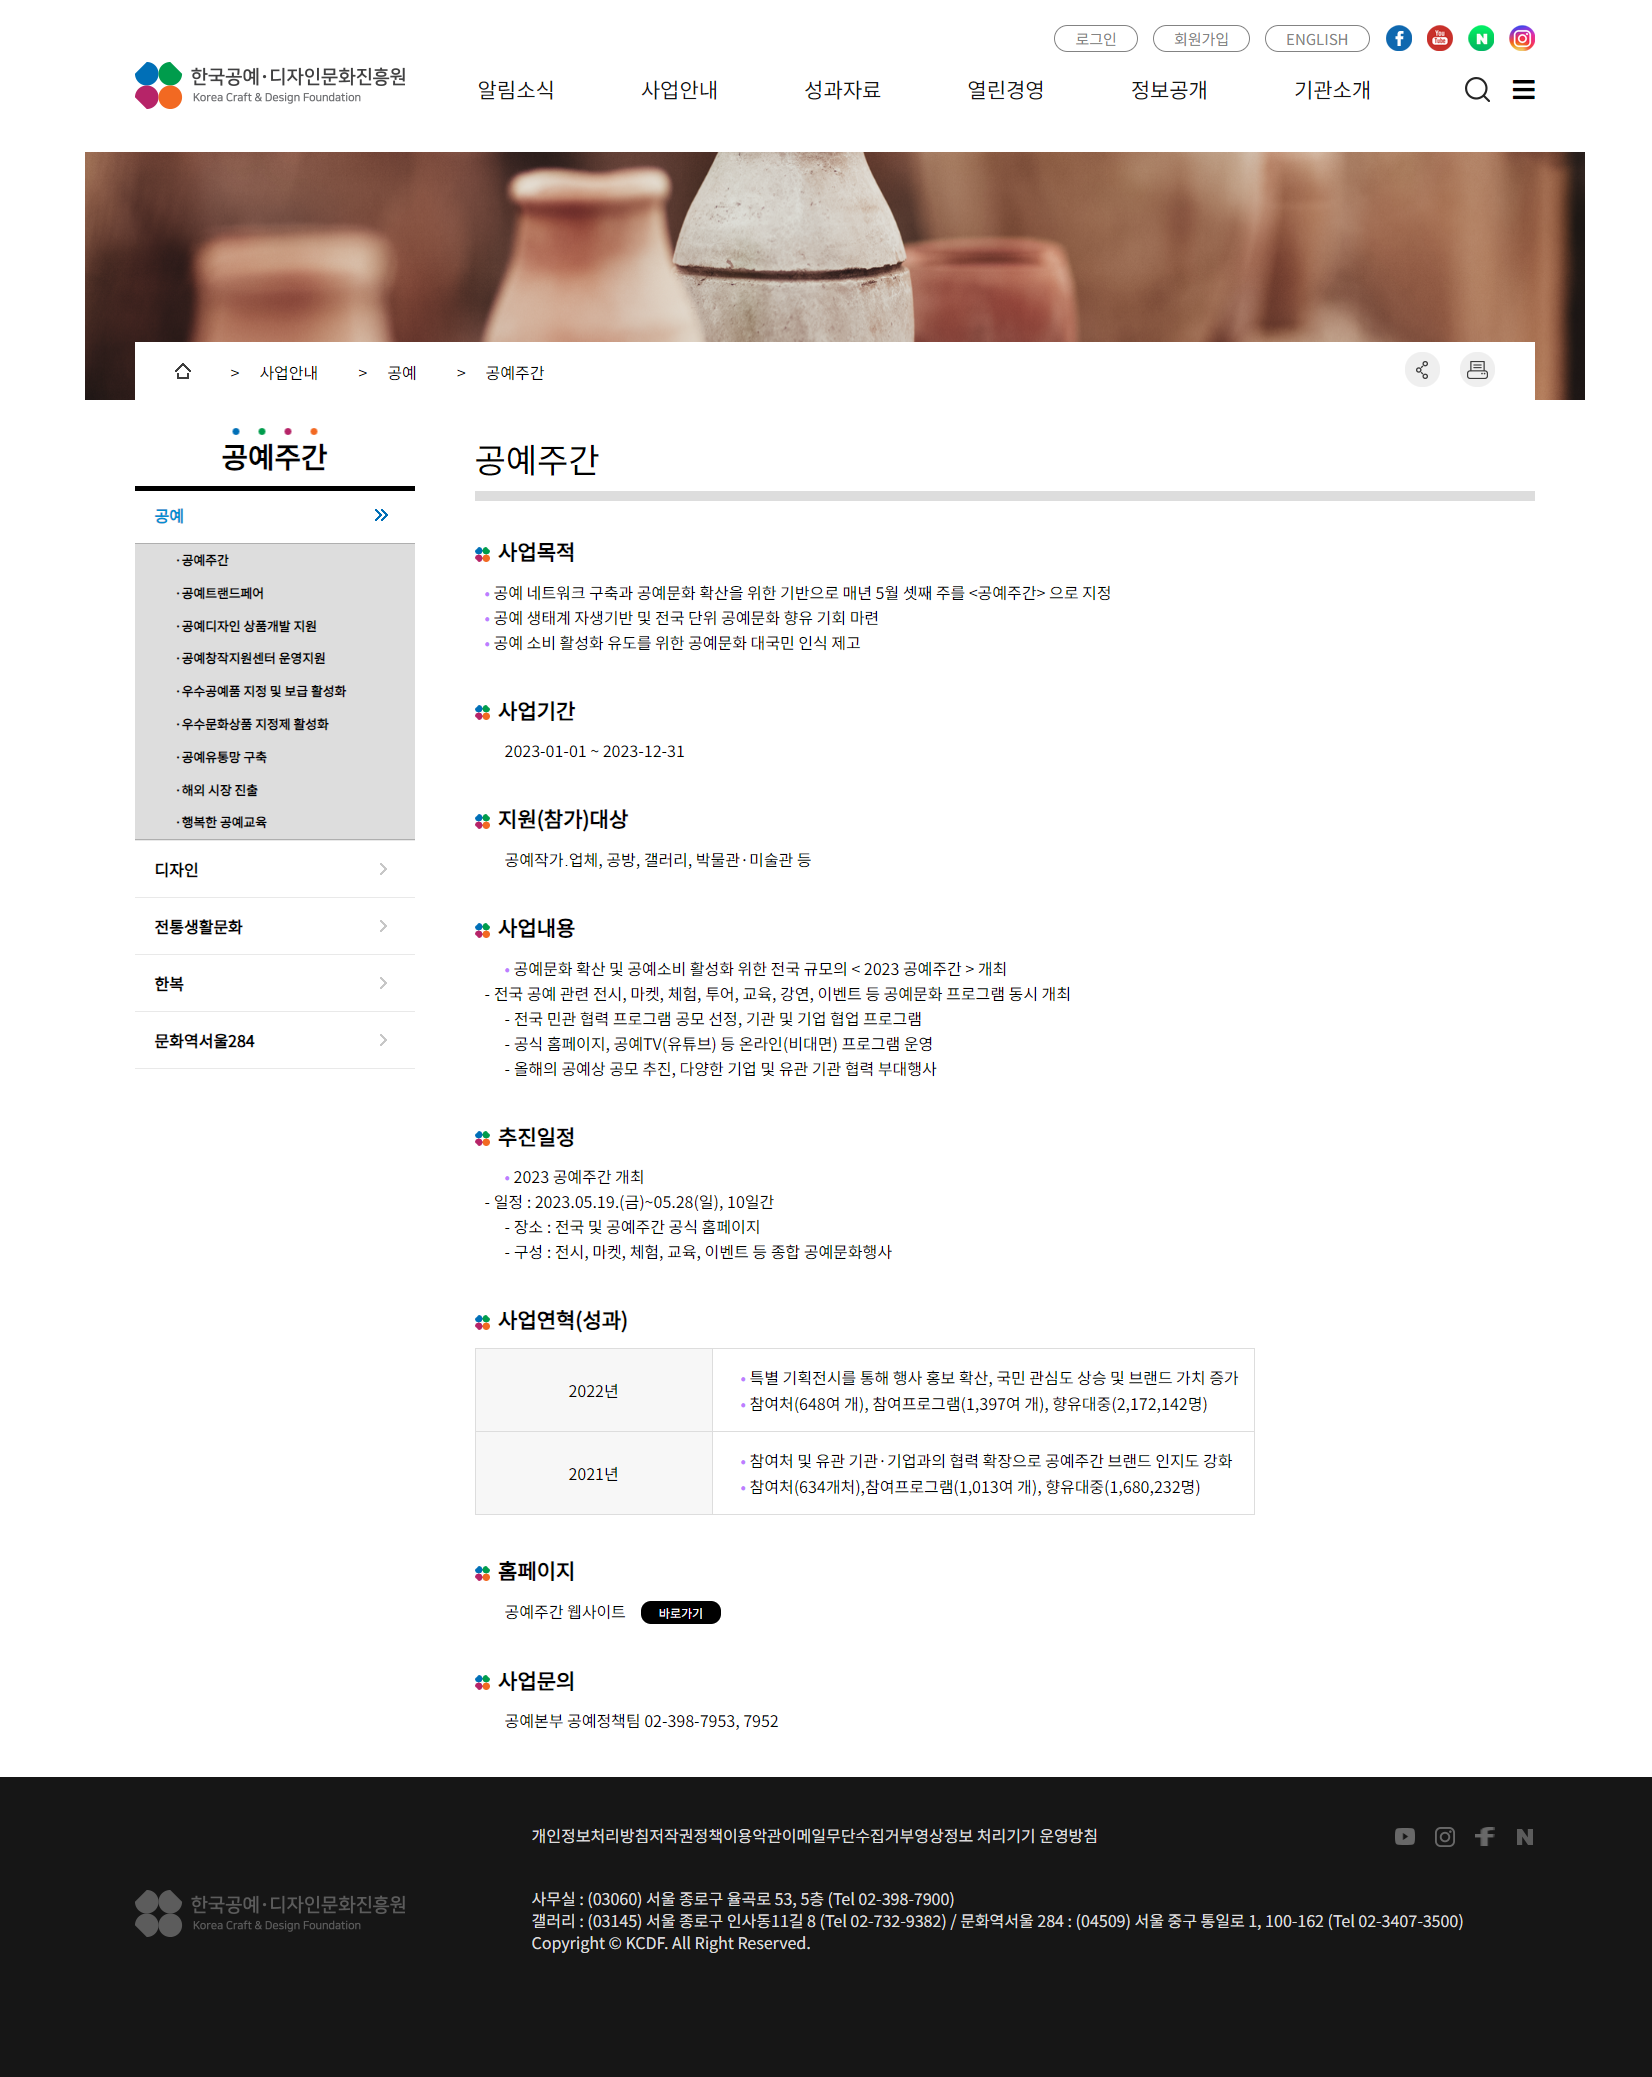 로그인 회원가입 ENGLISH
한국공예·디자인문화진흥원
Korea Craft & Design Foundation
알림소식 사업안내 성과자료 열린경영 정보공개 기관소개
> 사업안내 > 공예 > 공예주간
공예주간
공예
·공예주간
·공예트랜드페어
·공예디자인 상품개발 지원
·공예창작지원센터 운영지원
·우수공예품 지정 및 보급 활성화
·우수문화상품 지정제 활성화
·공예유통망 구축
·해외 시장 진출
·행복한 공예교육
디자인
전통생활문화
한복
문화역서울284
공예주간
사업목적
• 공예 네트워크 구축과 공예문화 확산을 위한 기반으로 매년 5월 셋째 주를 <공예주간> 으로 지정
• 공예 생태계 자생기반 및 전국 단위 공예문화 향유 기회 마련
• 공예 소비 활성화 유도를 위한 공예문화 대국민 인식 제고
사업기간
2023-01-01 ~ 2023-12-31
지원(참가)대상
공예작가.업체, 공방, 갤러리, 박물관·미술관 등
사업내용
• 공예문화 확산 및 공예소비 활성화 위한 전국 규모의 < 2023 공예주간 > 개최
- 전국 공예 관련 전시, 마켓, 체험, 투어, 교육, 강연, 이벤트 등 공예문화 프로그램 동시 개최
- 전국 민관 협력 프로그램 공모 선정, 기관 및 기업 협업 프로그램
- 공식 홈페이지, 공예TV(유튜브) 등 온라인(비대면) 프로그램 운영
- 올해의 공예상 공모 추진, 다양한 기업 및 유관 기관 협력 부대행사
추진일정
• 2023 공예주간 개최
- 일정 : 2023.05.19.(금)~05.28(일), 10일간
- 장소 : 전국 및 공예주간 공식 홈페이지
- 구성 : 전시, 마켓, 체험, 교육, 이벤트 등 종합 공예문화행사
사업연혁(성과)
2022년
• 특별 기획전시를 통해 행사 홍보 확산, 국민 관심도 상승 및 브랜드 가치 증가
• 참여처(648여 개), 참여프로그램(1,397여 개), 향유대중(2,172,142명)
2021년
• 참여처 및 유관 기관·기업과의 협력 확장으로 공예주간 브랜드 인지도 강화
• 참여처(634개처),참여프로그램(1,013여 개), 향유대중(1,680,232명)
홈페이지
공예주간 웹사이트 바로가기
사업문의
공예본부 공예정책팀 02-398-7953, 7952
개인정보처리방침저작권정책이용약관이메일무단수집거부영상정보 처리기기 운영방침
한국공예·디자인문화진흥원
Korea Craft & Design Foundation
사무실 : (03060) 서울 종로구 율곡로 53, 5층 (Tel 02-398-7900)
갤러리 : (03145) 서울 종로구 인사동11길 8 (Tel 02-732-9382) / 문화역서울 284 : (04509) 서울 중구 통일로 1, 100-162 (Tel 02-3407-3500)
Copyright © KCDF. All Right Reserved.